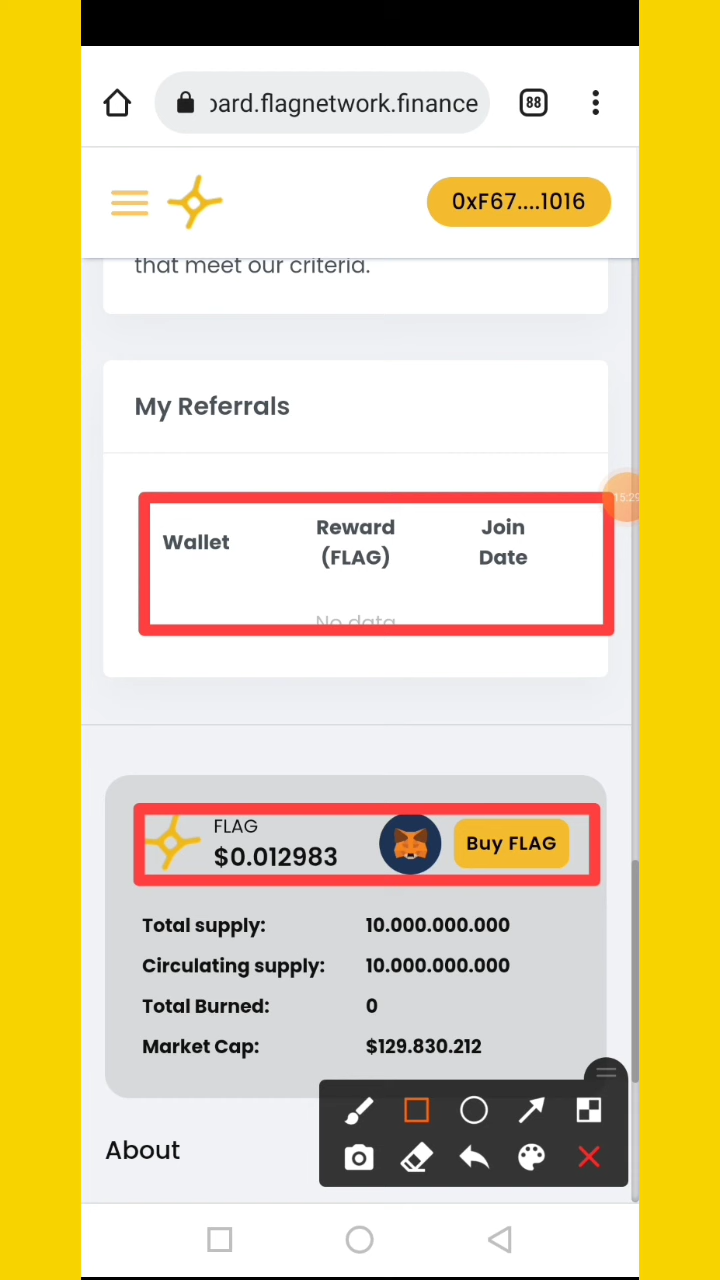 ɔard.flagnetwork.finance
88
0xF67....1016
that meet our criteria.
My Referrals
15:29
Wallet
Reward
(FLAG)
Join
Date
No data
FLAG
$0.012983
Buy FLAG
Total supply: 10.000.000.000
Circulating supply: 10.000.000.000
Total Burned: 0
Market Cap: $129.830.212
About